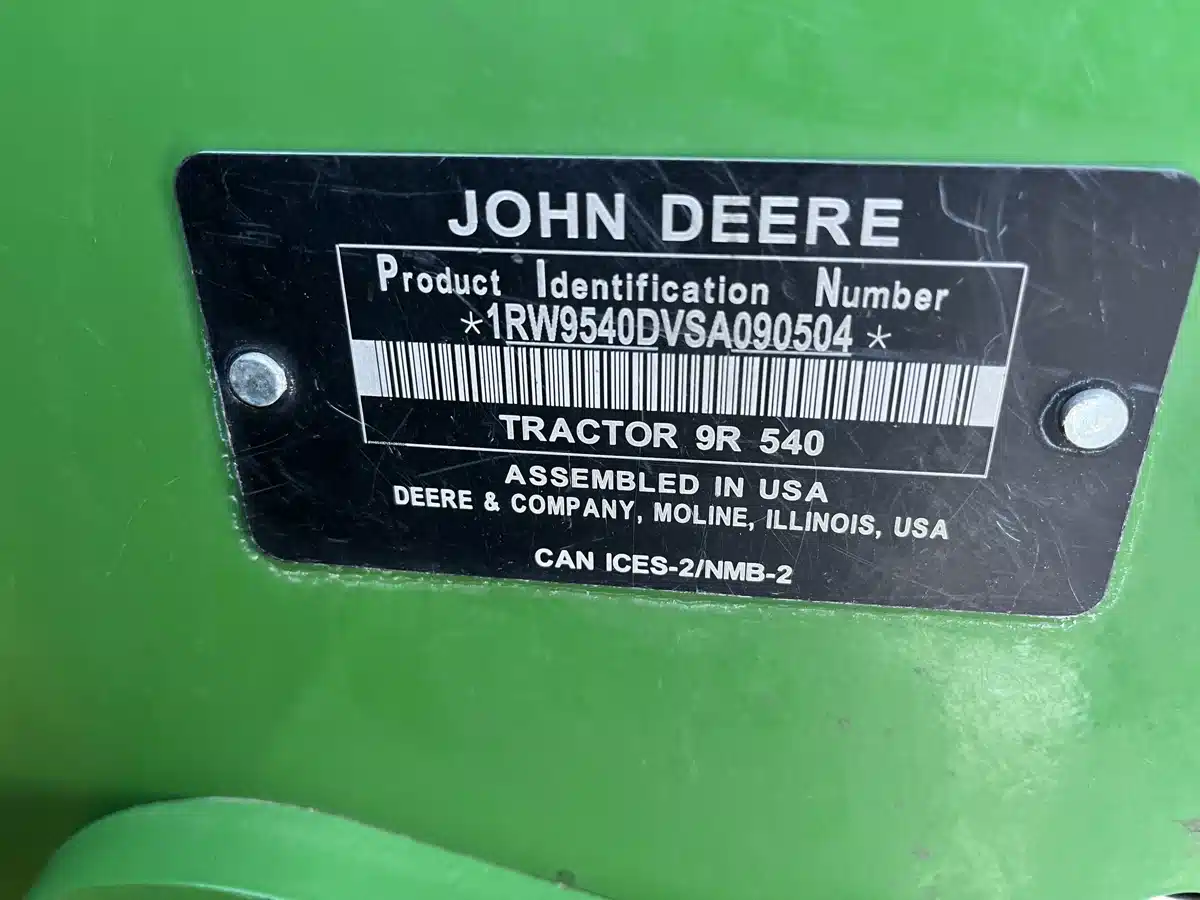 JOHN DEERE
Product Identification Number
*1RW9540DVSA090504*
TRACTOR 9R 540
ASSEMBLED IN USA
DEERE & COMPANY, MOLINE, ILLINOIS, USA
CAN ICES-2/NMB-2